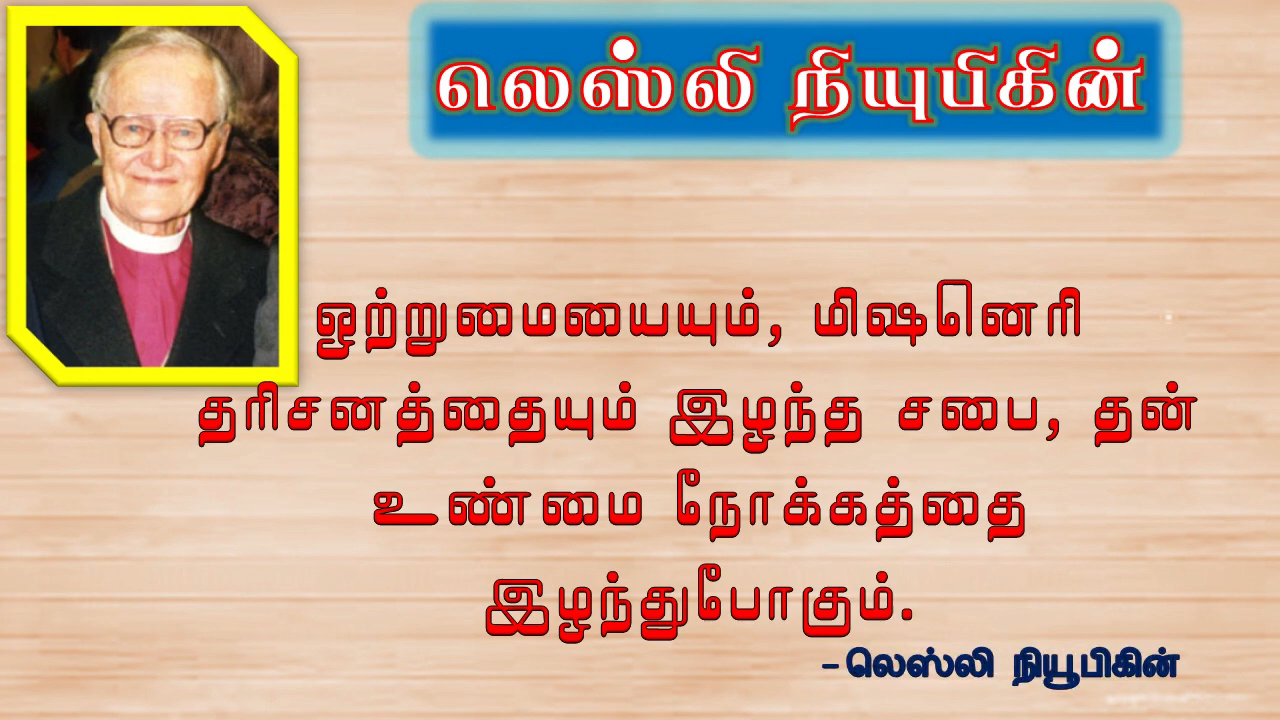 லெஸ்லி நியுபிகின்
ஒற்றுமையையும், மிஷனெரி
தரிசனத்தையும் இழந்த சபை, தன்
உண்மை நோக்கத்தை
இழந்துபோகும்.
-லெஸ்லி நியூபிகின்